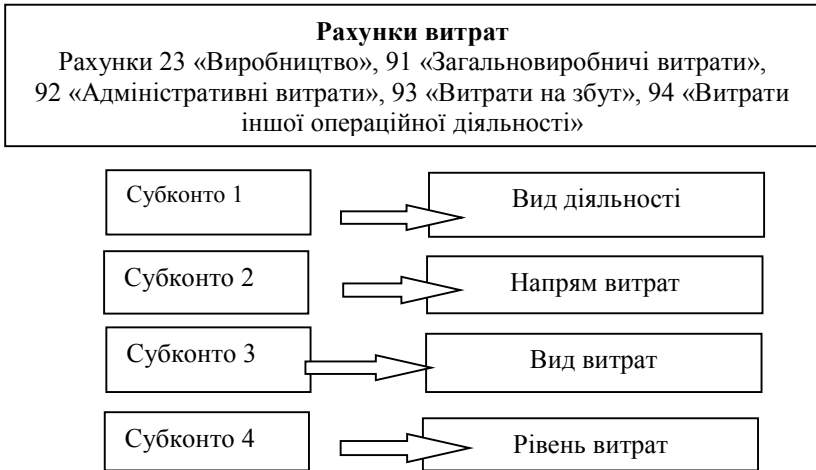 Рахунки витрат
Рахунки 23 «Виробництво», 91 «Загальновиробничі витрати»,
92 «Адміністративні витрати», 93 «Витрати на збут», 94 «Витрати
іншої операційної діяльності»
Субконто 1
Вид діяльності
Субконто 2
Напрям витрат
Субконто 3
Вид витрат
Субконто 4
Рівень витрат